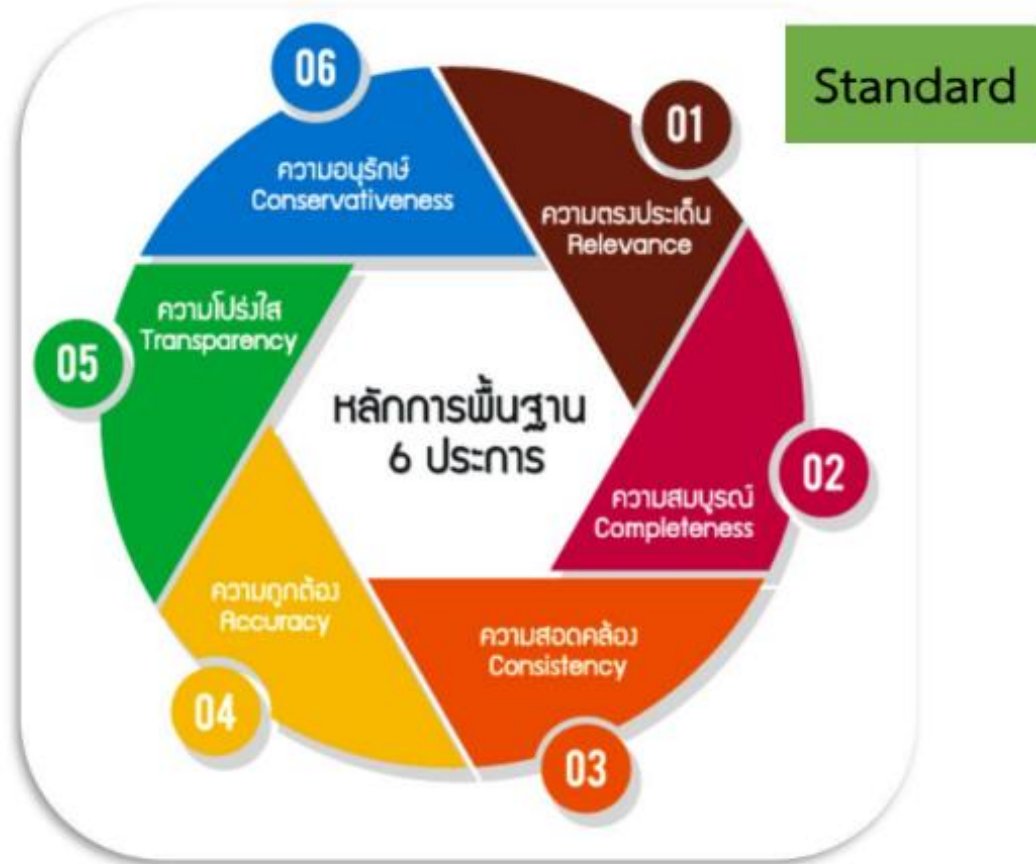 Standard
01
ความตรงประเด็น
Relevance
02
ความสมบูรณ์
Completeness
03
ความสอดคล้อง
Consistency
04
ความถูกต้อง
Accuracy
05
ความโปร่งใส
Transparency
06
ความอนุรักษ์
Conservativeness
หลักการพื้นฐาน
6 ประการ